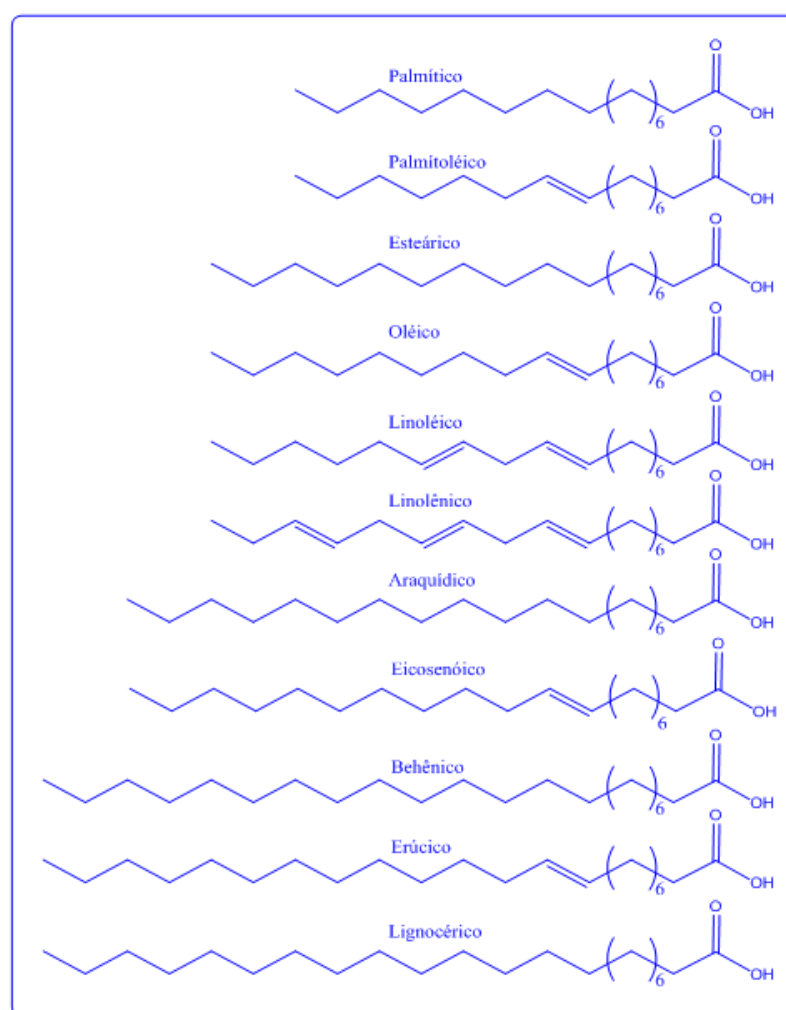 Palmítico
O
OH
6
Palmitoléico
O
OH
6
Esteárico
O
OH
6
Oléico
O
OH
6
Linoléico
O
OH
6
Linolênico
O
OH
6
Araquídico
O
OH
6
Eicosenóico
O
OH
6
Behênico
O
OH
6
Erúcico
O
OH
6
Lignocérico
O
OH
6